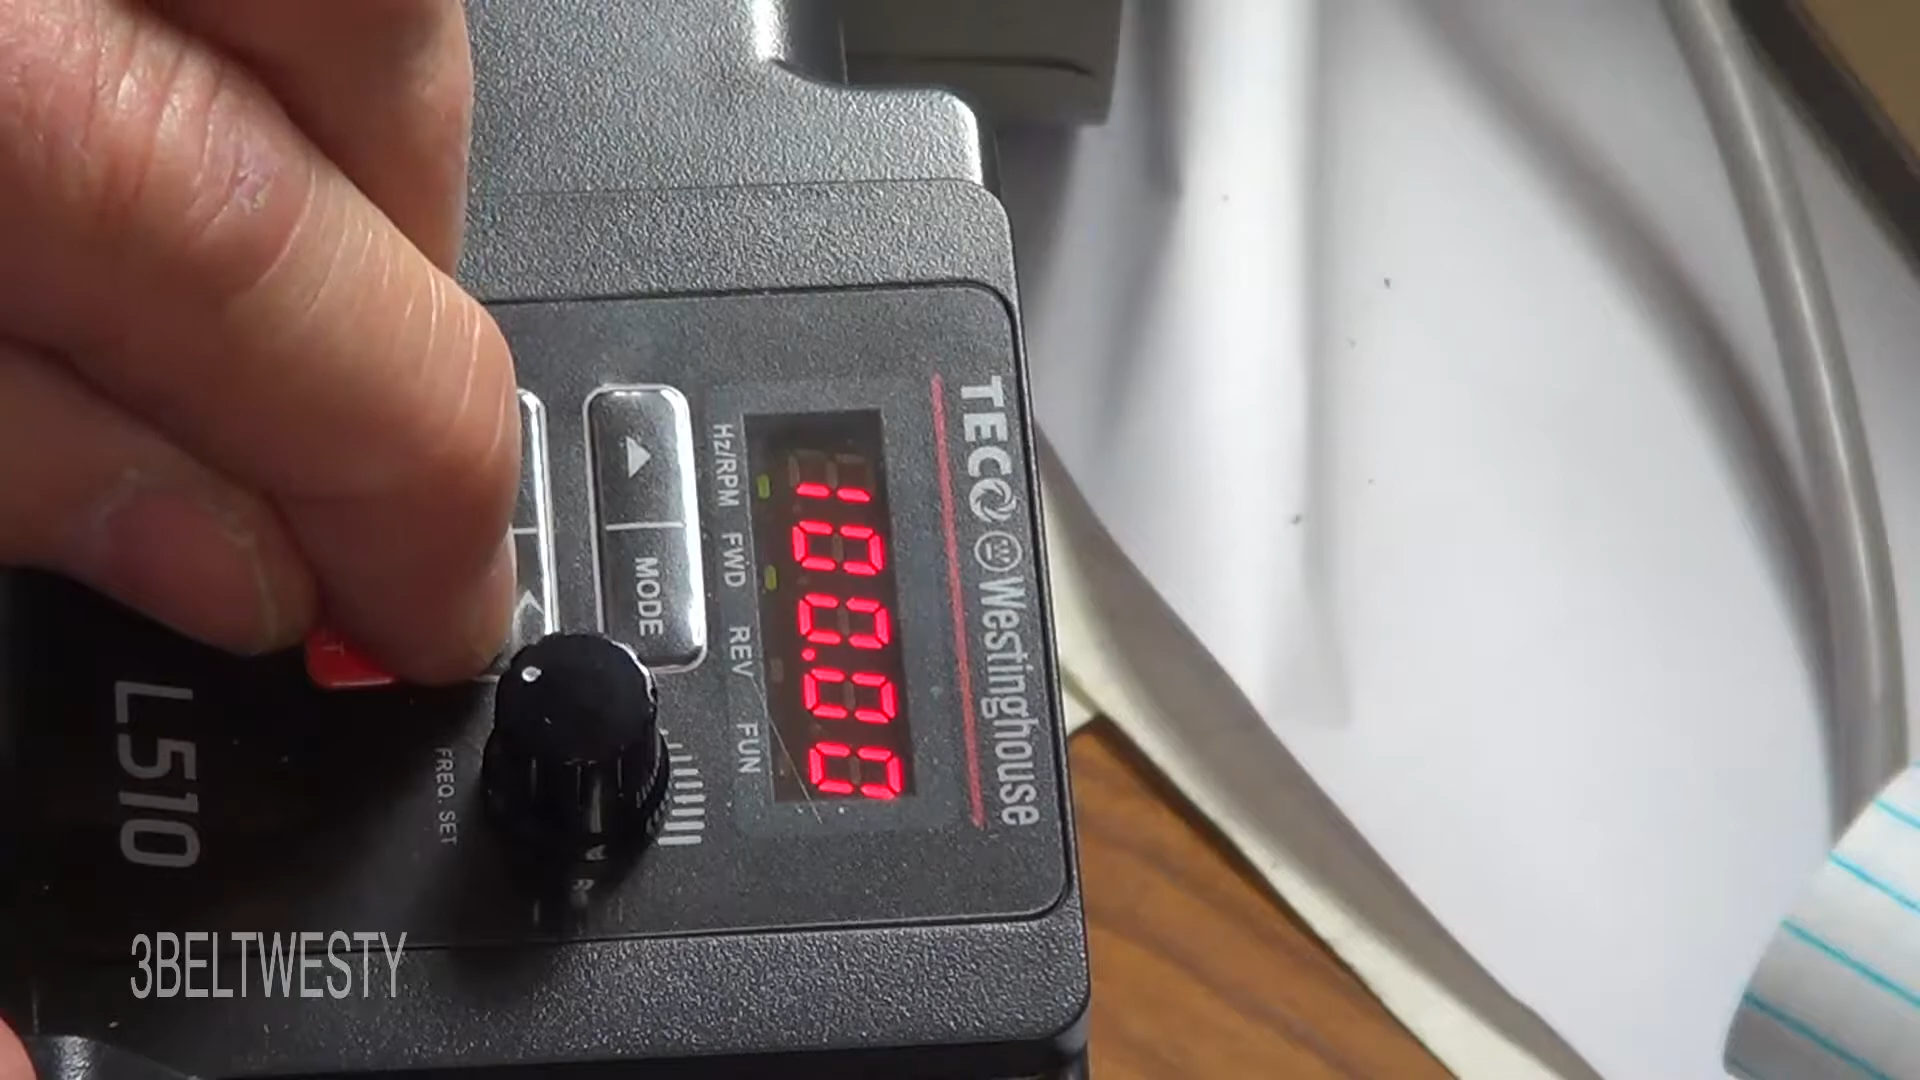 TECO Westinghouse
100.00
Hz/RPM FWD REV FUN
MODE
FREQ. SET
L510
3BELTWESTY